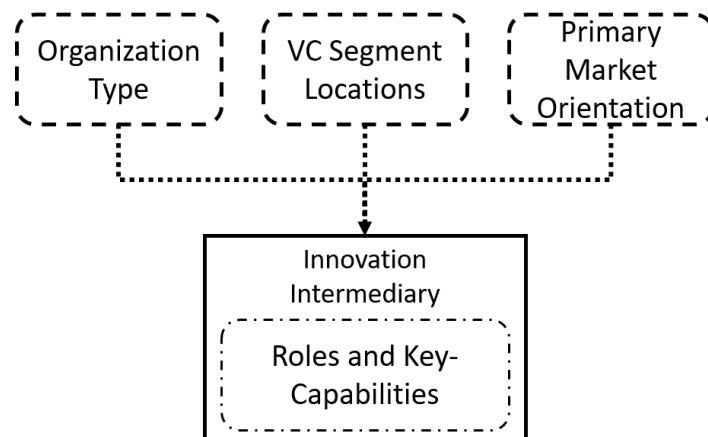 Organization
Type
VC Segment
Locations
Primary
Market
Orientation
Innovation
Intermediary
Roles and Key-
Capabilities